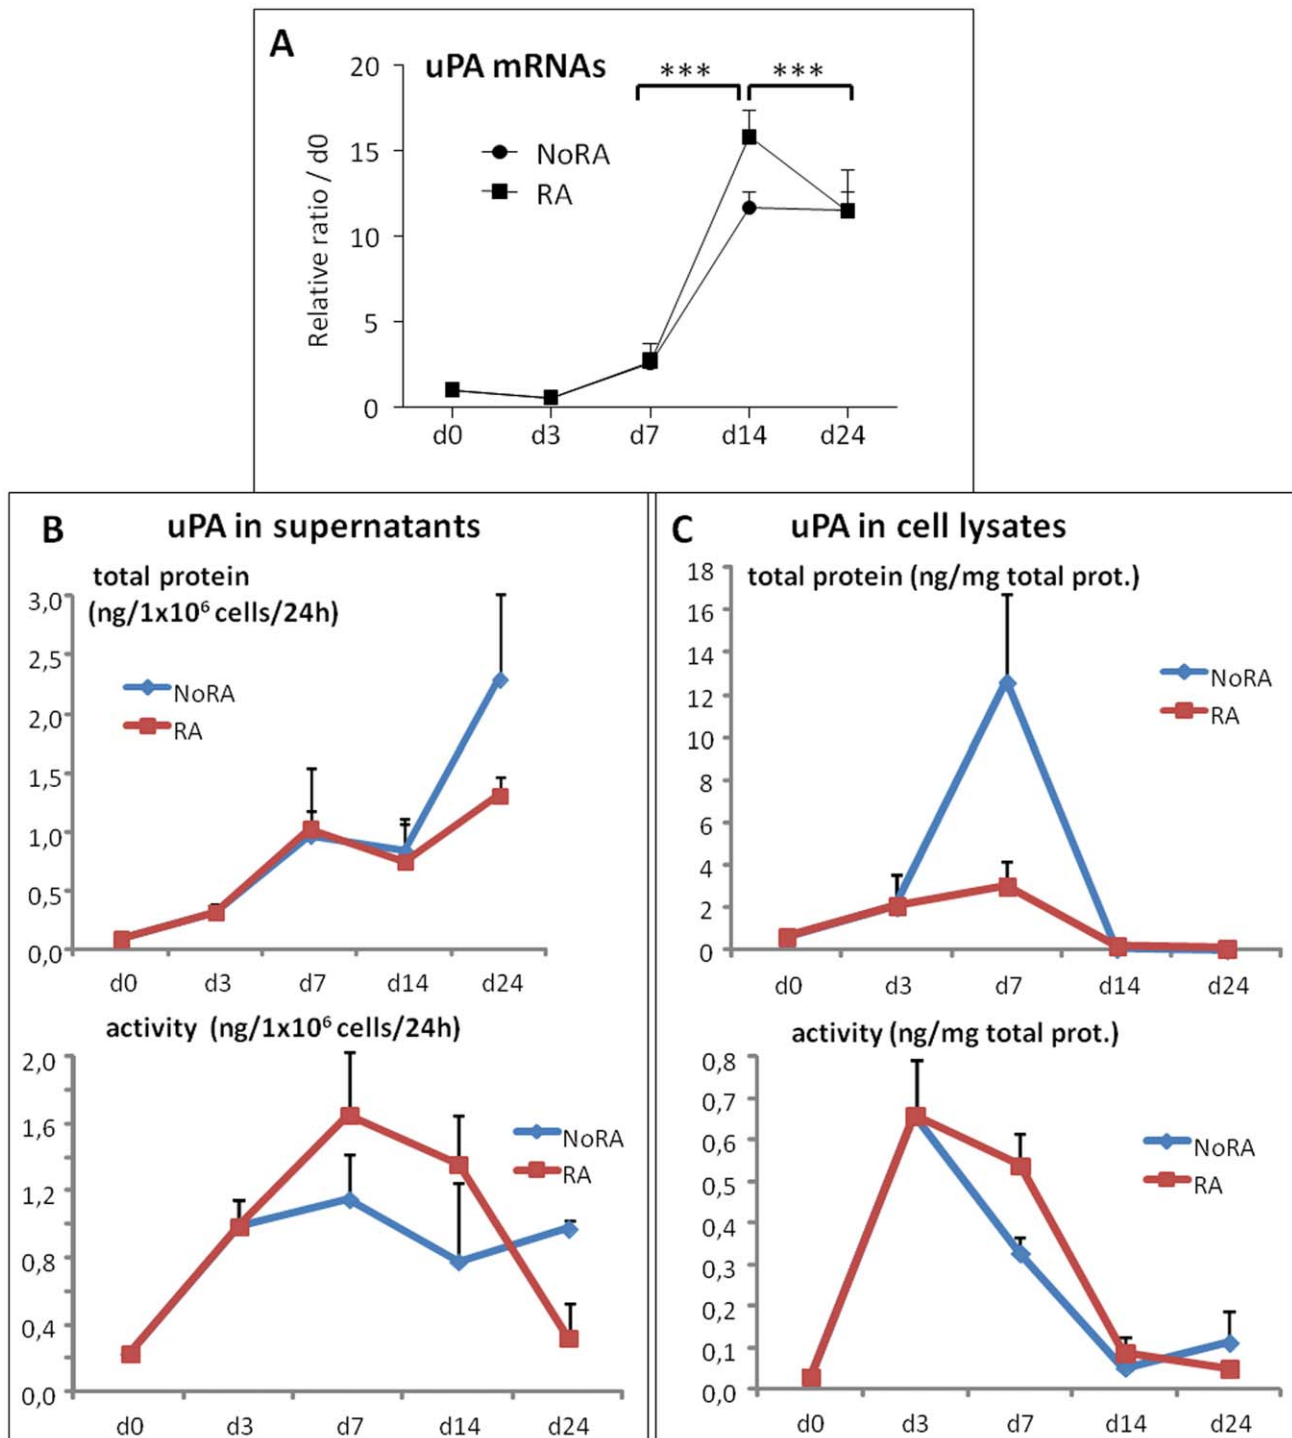 A
uPA mRNAs
*** ***
20
15
10
5
0
Relative ratio / d0
NoRA
RA
d0 d3 d7 d14 d24
B uPA in supernatants
total protein
(ng/1x10⁶ cells/24h)
3,0
2,5
2,0
1,5
1,0
0,5
0,0
NoRA
RA
d0 d3 d7 d14 d24
activity (ng/1x10⁶ cells/24h)
2,0
1,6
1,2
0,8
0,4
0,0
NoRA
RA
d0 d3 d7 d14 d24
C uPA in cell lysates
total protein (ng/mg total prot.)
18
16
14
12
10
8
6
4
2
0
NoRA
RA
d0 d3 d7 d14 d24
activity (ng/mg total prot.)
0,8
0,7
0,6
0,5
0,4
0,3
0,2
0,1
0,0
NoRA
RA
d0 d3 d7 d14 d24